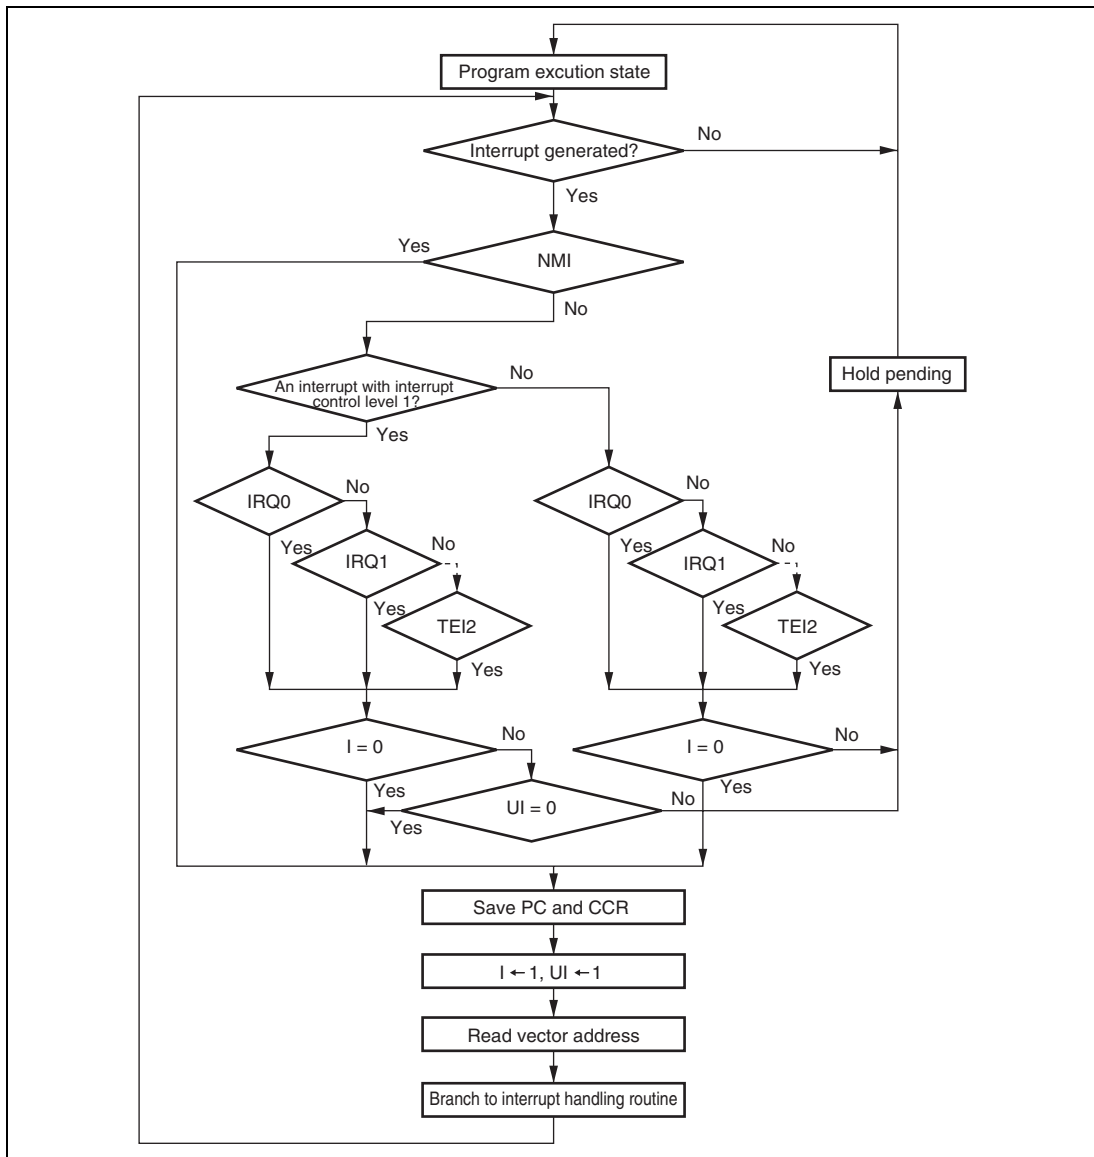 Program excution state
No
Interrupt generated?
Yes
Yes
NMI
No
An interrupt with interrupt
control level 1?
No
Hold pending
Yes
IRQ0
No
IRQ0
No
Yes
IRQ1
No
Yes
IRQ1
No
Yes
TEI2
Yes
TEI2
Yes
Yes
I = 0
No
I = 0
No
Yes
Yes
UI = 0
No
Yes
Save PC and CCR
I ← 1, UI ← 1
Read vector address
Branch to interrupt handling routine